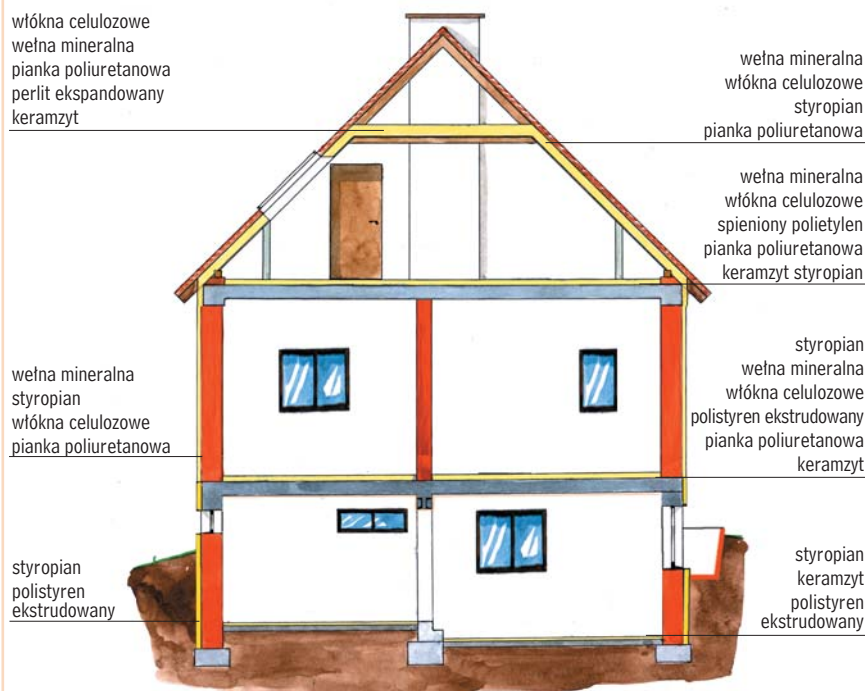 włókna celulozowe
wełna mineralna
pianka poliuretanowa
perlit ekspandowany
keramzyt
wełna mineralna
włókna celulozowe
styropian
pianka poliuretanowa
wełna mineralna
włókna celulozowe
spieniony polietylen
pianka poliuretanowa
keramzyt styropian
wełna mineralna
styropian
włókna celulozowe
pianka poliuretanowa
styropian
wełna mineralna
włókna celulozowe
polistyren ekstrudowany
pianka poliuretanowa
keramzyt
styropian
polistyren
ekstrudowany
styropian
keramzyt
polistyren
ekstrudowany